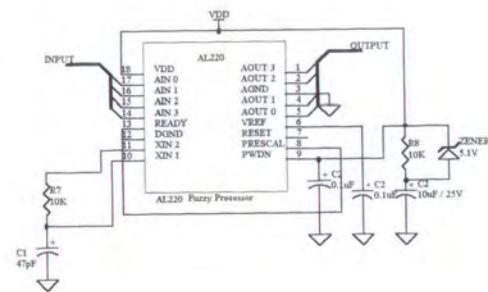 VDD
INPUT
OUTPUT
AL220
18 VDD AOUT 3 1
17 AIN 0 AOUT 2 2
16 AIN 1 AGND 3
15 AIN 2 AOUT 1 4
14 AIN 3 AOUT 0 5
13 READY VREF 6
12 DGND RESET 7
11 XIN 2 PRESCAL 8
10 XIN 1 PWDN 9
AL220 Fuzzy Processor
R7
10K
C1
47pF
+
C2
0.1uF
+
C2
0.1uF
+
R8
10K
ZENER
5.1V
C2
10uF / 25V
+